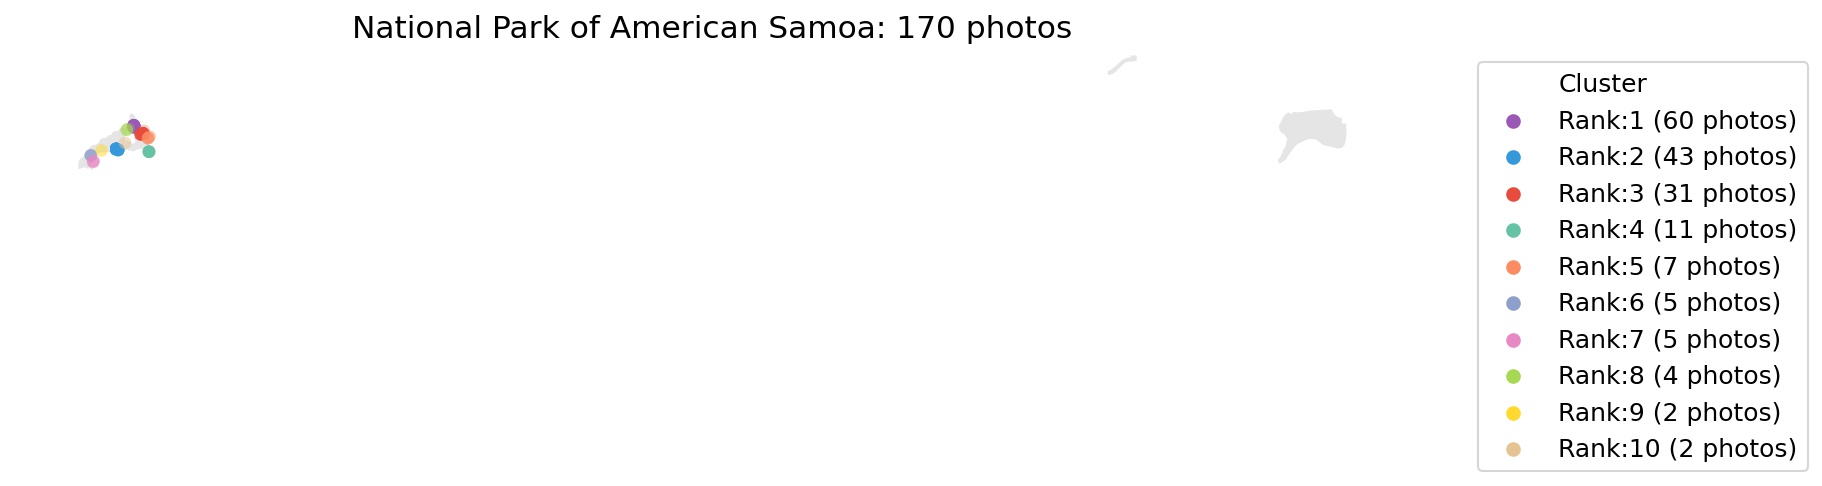 National Park of American Samoa: 170 photos
Cluster
Rank:1 (60 photos)
Rank:2 (43 photos)
Rank:3 (31 photos)
Rank:4 (11 photos)
Rank:5 (7 photos)
Rank:6 (5 photos)
Rank:7 (5 photos)
Rank:8 (4 photos)
Rank:9 (2 photos)
Rank:10 (2 photos)